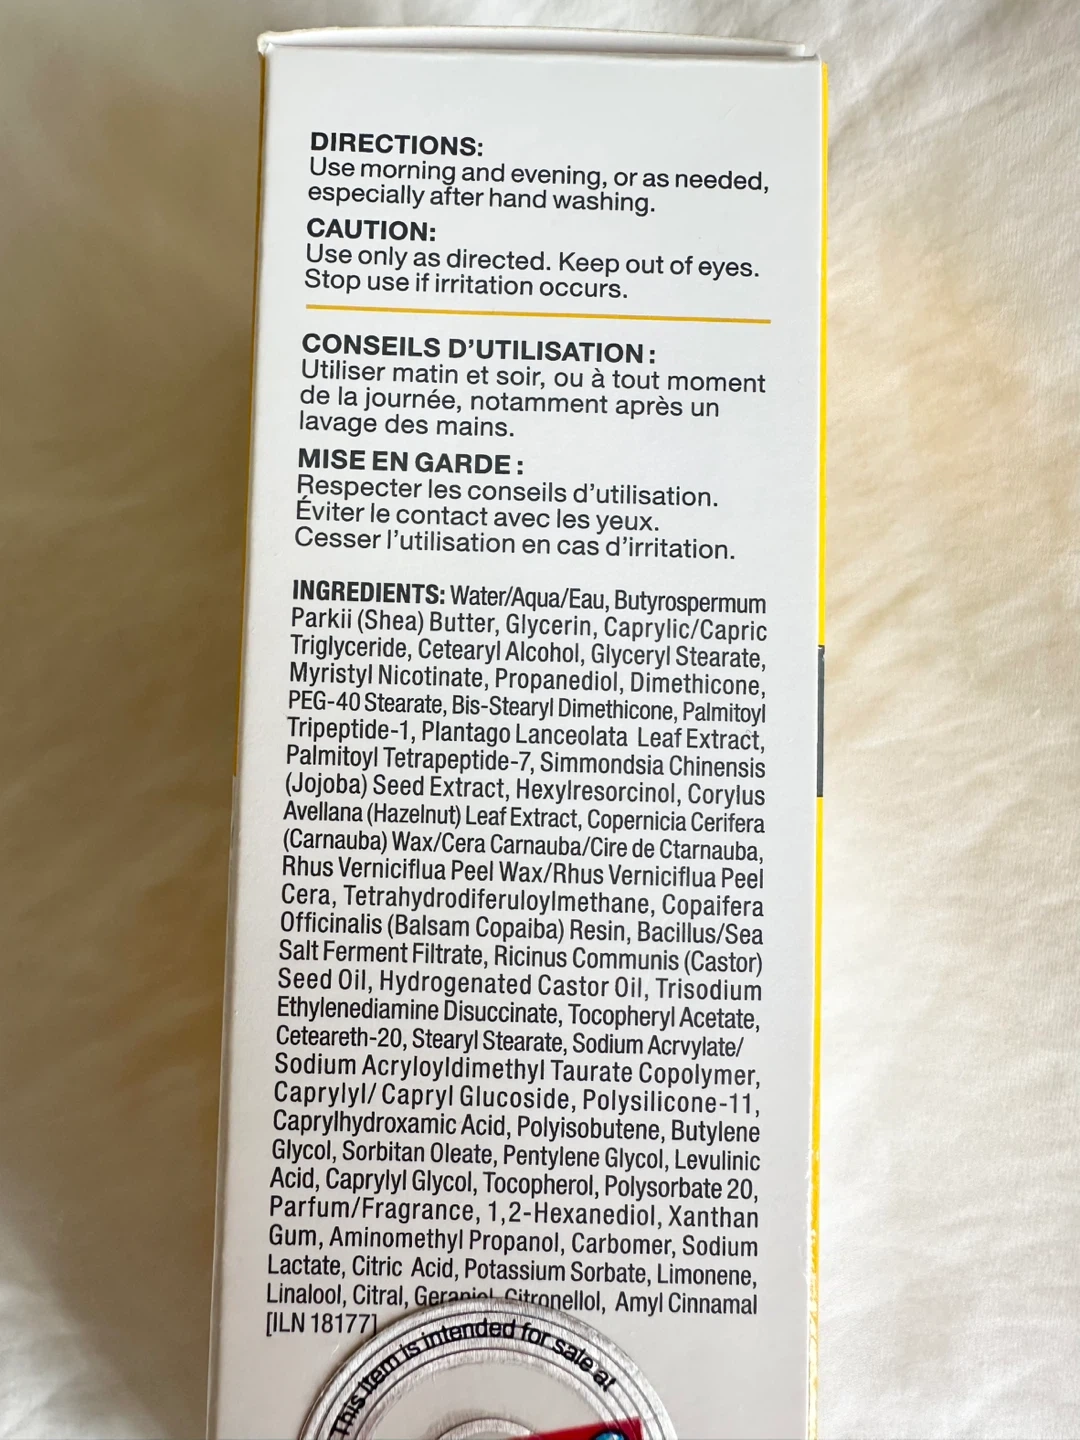 DIRECTIONS:
Use morning and evening, or as needed,
especially after hand washing.
CAUTION:
Use only as directed. Keep out of eyes.
Stop use if irritation occurs.
CONSEILS D'UTILISATION :
Utiliser matin et soir, ou à tout moment
de la journée, notamment après un
lavage des mains.
MISE EN GARDE :
Respecter les conseils d'utilisation.
Éviter le contact avec les yeux.
Cesser l'utilisation en cas d'irritation.
INGREDIENTS: Water/Aqua/Eau, Butyrospermum
Parkii (Shea) Butter, Glycerin, Caprylic/Capric
Triglyceride, Cetearyl Alcohol, Glyceryl Stearate,
Myristyl Nicotinate, Propanediol, Dimethicone,
PEG-40 Stearate, Bis-Stearyl Dimethicone, Palmitoyl
Tripeptide-1, Plantago Lanceolata Leaf Extract,
Palmitoyl Tetrapeptide-7, Simmondsia Chinensis
(Jojoba) Seed Extract, Hexylresorcinol, Corylus
Avellana (Hazelnut) Leaf Extract, Copernicia Cerifera
(Carnauba) Wax/Cera Carnauba/Cire de Ctarnauba,
Rhus Verniciflua Peel Wax/Rhus Verniciflua Peel
Cera, Tetrahydrodiferuloylmethane, Copaifera
Officinalis (Balsam Copaiba) Resin, Bacillus/Sea
Salt Ferment Filtrate, Ricinus Communis (Castor)
Seed Oil, Hydrogenated Castor Oil, Trisodium
Ethylenediamine Disuccinate, Tocopheryl Acetate,
Ceteareth-20, Stearyl Stearate, Sodium Acrvylate/
Sodium Acryloyldimethyl Taurate Copolymer,
Caprylyl/ Capryl Glucoside, Polysilicone-11,
Caprylhydroxamic Acid, Polyisobutene, Butylene
Glycol, Sorbitan Oleate, Pentylene Glycol, Levulinic
Acid, Caprylyl Glycol, Tocopherol, Polysorbate 20,
Parfum/Fragrance, 1,2-Hexanediol, Xanthan
Gum, Aminomethyl Propanol, Carbomer, Sodium
Lactate, Citric Acid, Potassium Sorbate, Limonene,
Linalool, Citral, Geraniol, Citronellol, Amyl Cinnamal
[ILN 18177]
This item is intended for sale at